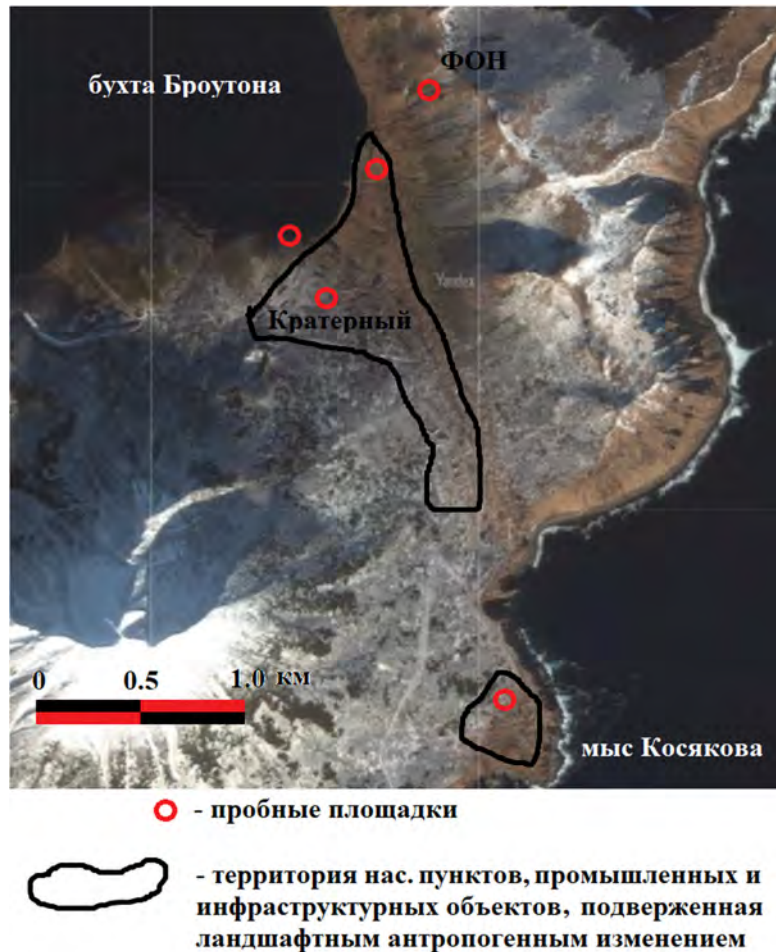 ФОН
бухта Броутона
Yandex
Кратерный
0 0.5 1.0 км
мыс Косякова
- пробные площадки
- территория нас. пунктов, промышленных и
инфраструктурных объектов, подверженная
ландшафтным антропогенным изменением